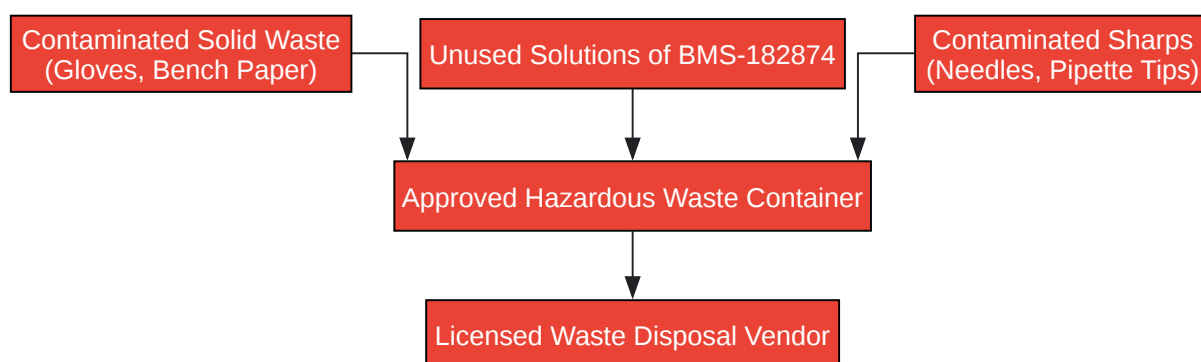 Contaminated Solid Waste
(Gloves, Bench Paper)
Unused Solutions of BMS-182874
Contaminated Sharps
(Needles, Pipette Tips)
Approved Hazardous Waste Container
Licensed Waste Disposal Vendor